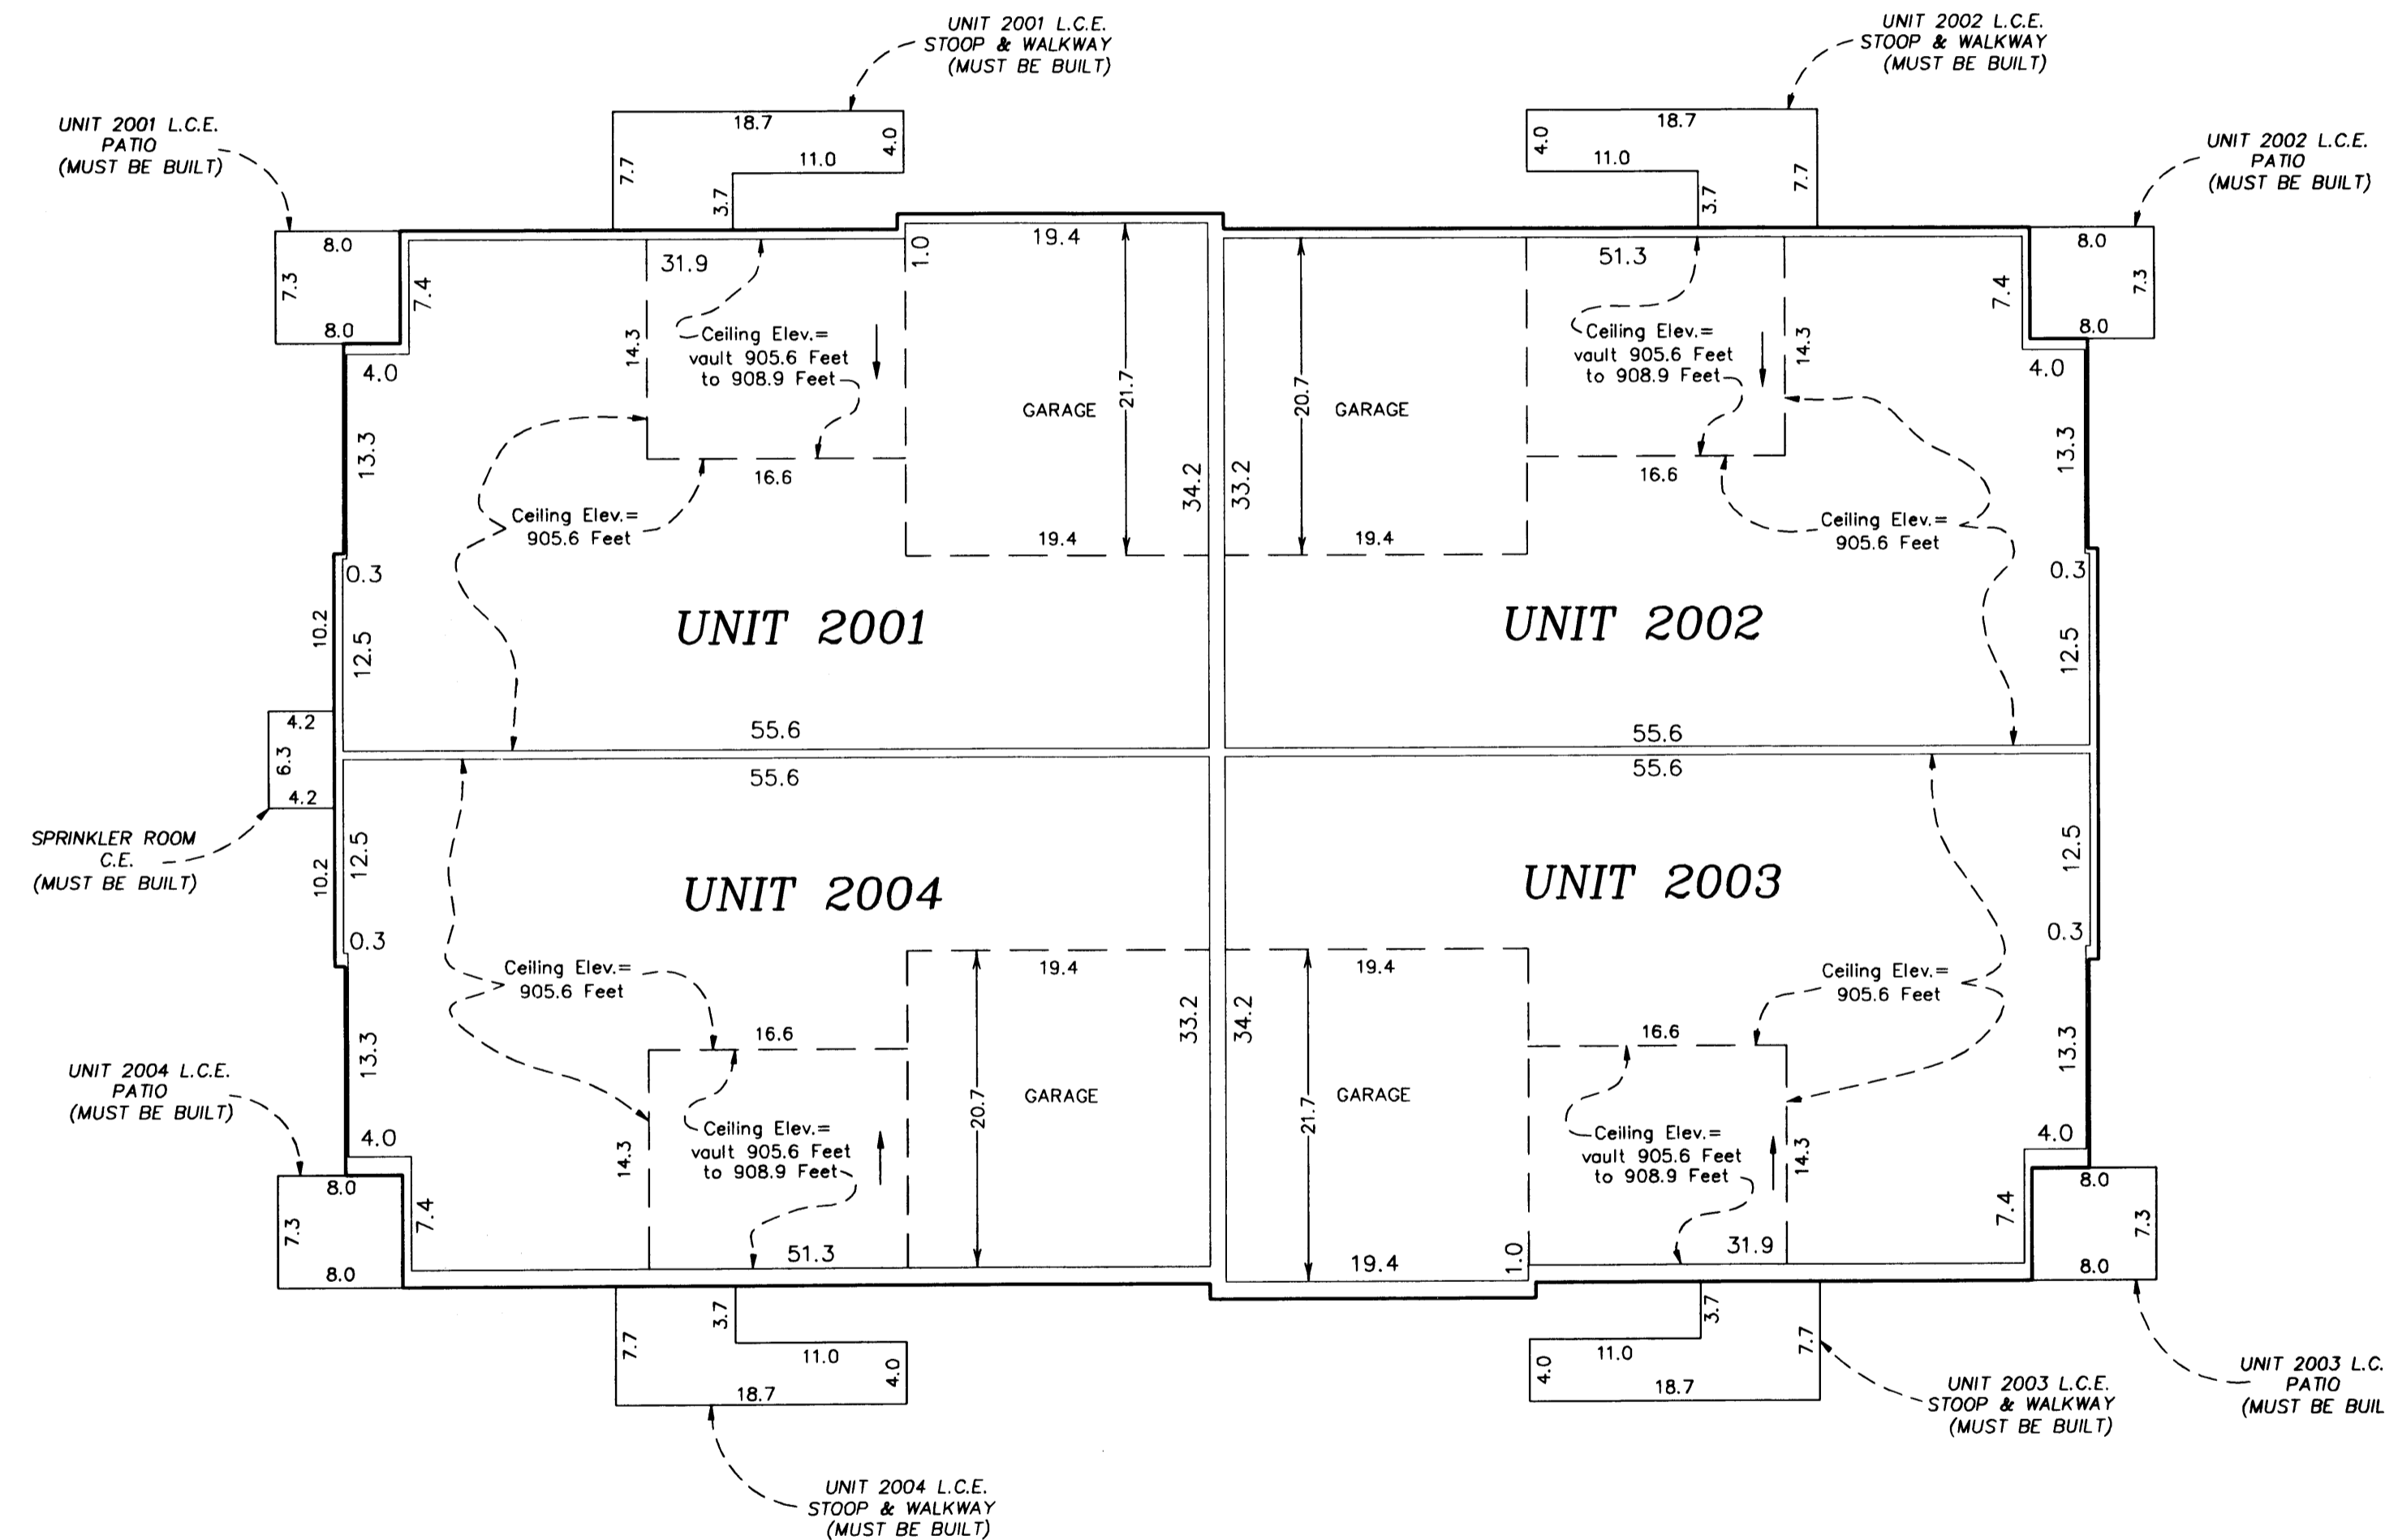 UNIT 2001 L.C.E.
STOOP & WALKWAY
(MUST BE BUILT)
UNIT 2002 L.C.E.
STOOP & WALKWAY
(MUST BE BUILT)
UNIT 2001 L.C.E.
PATIO
(MUST BE BUILT)
UNIT 2002 L.C.E.
PATIO
(MUST BE BUILT)
18.7
4.0
11.0
7.7
3.7
18.7
4.0
11.0
7.7
3.7
8.0
7.3
8.0
7.4
4.0
31.9
1.0
19.4
51.3
7.4
8.0
7.3
8.0
4.0
14.3
Ceiling Elev.=
vault 905.6 Feet
to 908.9 Feet
21.7
GARAGE
20.7
GARAGE
Ceiling Elev.=
vault 905.6 Feet
to 908.9 Feet
14.3
13.3
16.6
34.2
33.2
16.6
13.3
Ceiling Elev.=
905.6 Feet
19.4
19.4
Ceiling Elev.=
905.6 Feet
0.3
0.3
10.2
12.5
UNIT 2001
UNIT 2002
12.5
55.6
55.6
4.2
6.3
4.2
55.6
55.6
SPRINKLER ROOM
C.E.
(MUST BE BUILT)
10.2
12.5
UNIT 2004
UNIT 2003
12.5
0.3
0.3
Ceiling Elev.=
905.6 Feet
19.4
19.4
Ceiling Elev.=
905.6 Feet
13.3
16.6
33.2
34.2
16.6
13.3
UNIT 2004 L.C.E.
PATIO
(MUST BE BUILT)
4.0
14.3
Ceiling Elev.=
vault 905.6 Feet
to 908.9 Feet
20.7
GARAGE
21.7
GARAGE
Ceiling Elev.=
vault 905.6 Feet
to 908.9 Feet
14.3
4.0
8.0
7.3
8.0
7.4
51.3
19.4
1.0
31.9
7.4
8.0
7.3
8.0
7.7
3.7
11.0
4.0
18.7
3.7
7.7
11.0
4.0
18.7
UNIT 2003 L.C.E.
STOOP & WALKWAY
(MUST BE BUILT)
UNIT 2003 L.C.
PATIO
(MUST BE BUIL
UNIT 2004 L.C.E.
STOOP & WALKWAY
(MUST BE BUILT)